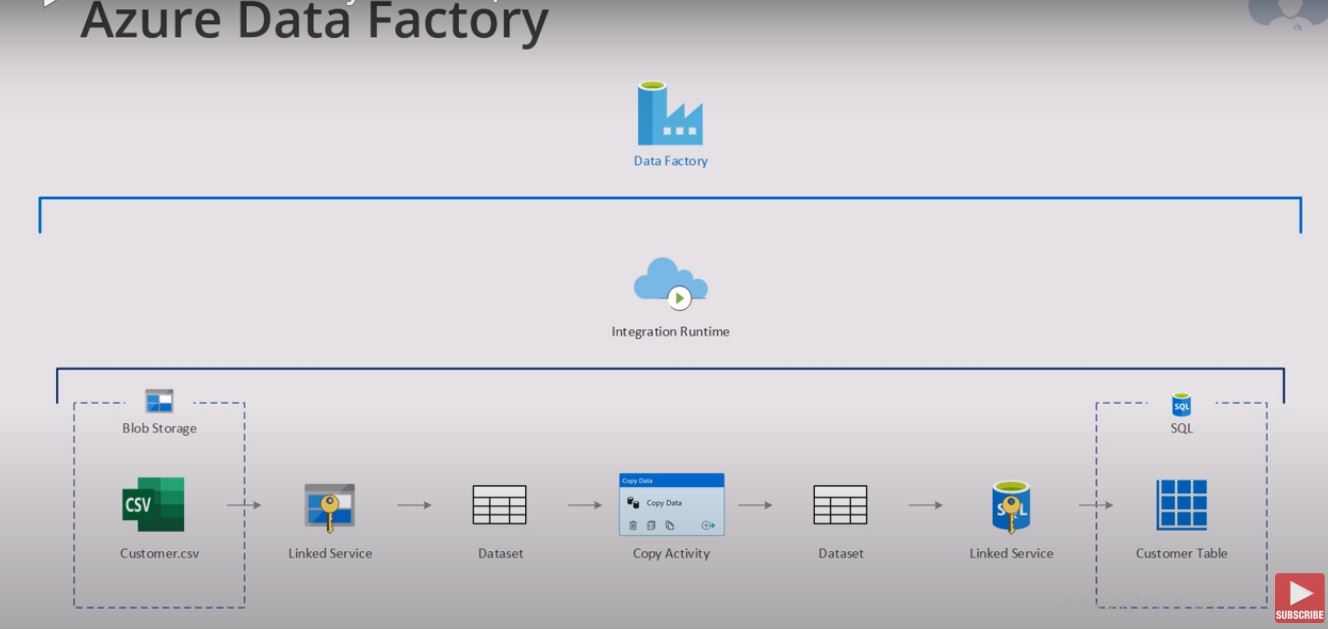 Azure Data Factory
Data Factory
Integration Runtime
Blob Storage
SQL
SQL
CSV
Copy Data
Copy Data
SQL
Customer.csv
Linked Service
Dataset
Copy Activity
Dataset
Linked Service
Customer Table
SUBSCRIBE